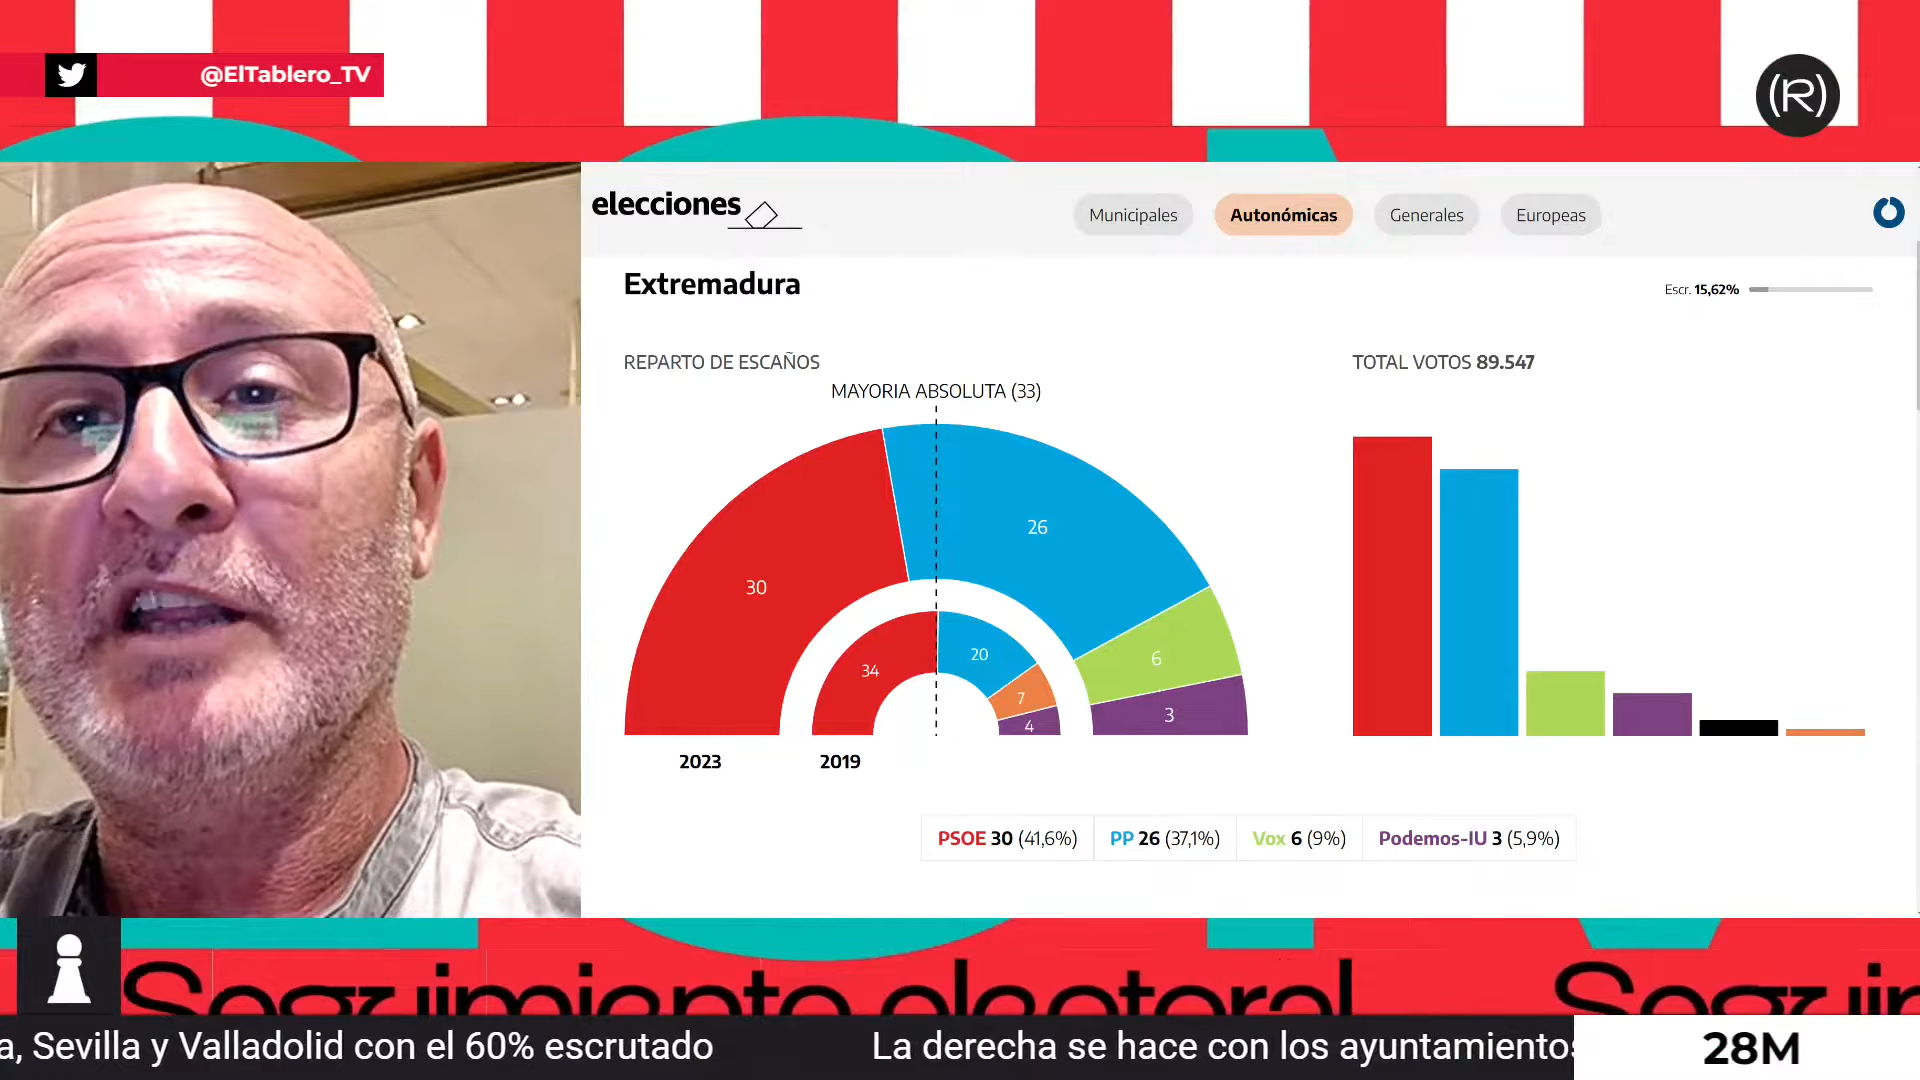 @ElTablero_TV
(R)
elecciones
Municipales
Autonómicas
Generales
Europeas
Extremadura
Escr. 15,62%
REPARTO DE ESCAÑOS
TOTAL VOTOS 89.547
MAYORIA ABSOLUTA (33)
26
30
6
20
34
7
3
4
2023
2019
PSOE 30 (41,6%)
PP 26 (37,1%)
Vox 6 (9%)
Podemos-IU 3 (5,9%)
Seguimiento electoral
Seguim
a, Sevilla y Valladolid con el 60% escrutado
La derecha se hace con los ayuntamientos
28M